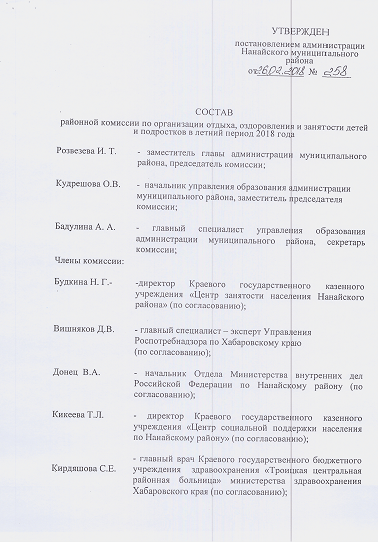 УТВЕРЖДЕН
постановлением администрации
Нанайского муниципального
района
от 26.02.2018 № 258
СОСТАВ
районной комиссии по организации отдыха, оздоровления и занятости детей
и подростков в летний период 2018 года
Розвезева И. Т. - заместитель главы администрации муниципального
района, председатель комиссии;
Кудрешова О.В. - начальник управления образования администрации
муниципального района, заместитель председателя
комиссии;
Бадулина А. А. - главный специалист управления образования
администрации муниципального района, секретарь
комиссии;
Члены комиссии:
Будкина Н. Г.- -директор Краевого государственного казенного
учреждения «Центр занятости населения Нанайского
района» (по согласованию);
Вишняков Д.В. - главный специалист – эксперт Управления
Роспотребнадзора по Хабаровскому краю
(по согласованию);
Донец В.А. - начальник Отдела Министерства внутренних дел
Российской Федерации по Нанайскому району (по
согласованию);
Кикеева Т.Л. - директор Краевого государственного казенного
учреждения «Центр социальной поддержки населения
по Нанайскому району» (по согласованию);
Кирдяшова С.Е. - главный врач Краевого государственного бюджетного
учреждения здравоохранения «Троицкая центральная
районная больница» министерства здравоохранения
Хабаровского края (по согласованию);